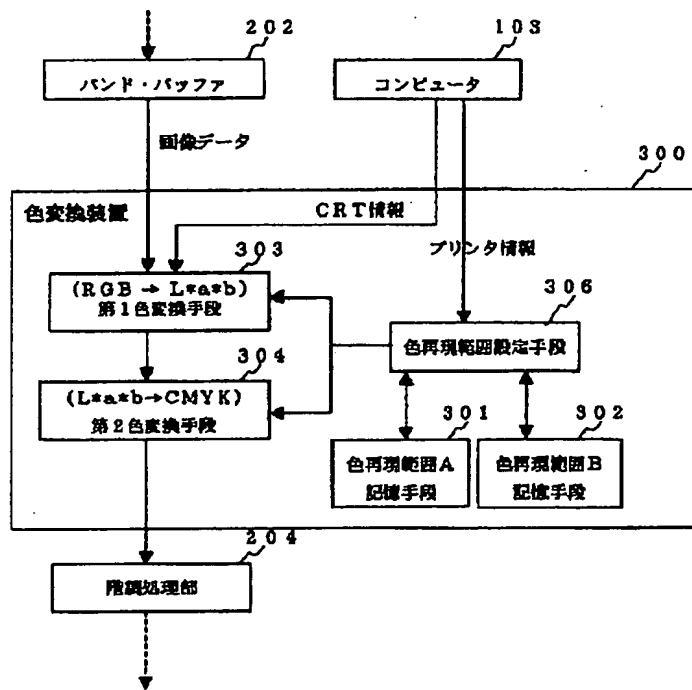 202
103
バンド・バッファ
コンピュータ
画像データ
300
色変換装置
CRT情報
303
プリンタ情報
(RGB → L*a*b)
第1色変換手段
306
色再現範囲設定手段
304
(L*a*b→CMYK)
第2色変換手段
301
302
色再現範囲A
記憶手段
色再現範囲B
記憶手段
204
階調処理部